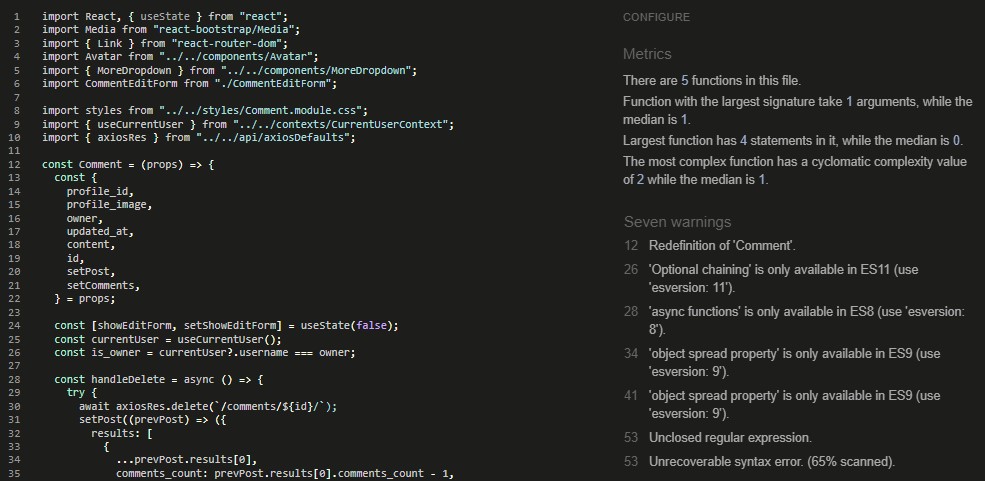 1 import React, { useState } from "react";
2 import Media from "react-bootstrap/Media";
3 import { Link } from "react-router-dom";
4 import Avatar from "../../components/Avatar";
5 import { MoreDropdown } from "../../components/MoreDropdown";
6 import CommentEditForm from "./CommentEditForm";
7
8 import styles from "../../styles/Comment.module.css";
9 import { useCurrentUser } from "../../contexts/CurrentUserContext";
10 import { axiosRes } from "../../api/axiosDefaults";
11
12 const Comment = (props) => {
13 const {
14 profile_id,
15 profile_image,
16 owner,
17 updated_at,
18 content,
19 id,
20 setPost,
21 setComments,
22 } = props;
23
24 const [showEditForm, setShowEditForm] = useState(false);
25 const currentUser = useCurrentUser();
26 const is_owner = currentUser?.username === owner;
27
28 const handleDelete = async () => {
29 try {
30 await axiosRes.delete(`/comments/${id}/`);
31 setPost((prevPost) => ({
32 results: [
33 {
34 ...prevPost.results[0],
35 comments_count: prevPost.results[0].comments_count - 1,
CONFIGURE
Metrics
There are 5 functions in this file.
Function with the largest signature take 1 arguments, while the
median is 1.
Largest function has 4 statements in it, while the median is 0.
The most complex function has a cyclomatic complexity value
of 2 while the median is 1.
Seven warnings
12 Redefinition of 'Comment'.
26 'Optional chaining' is only available in ES11 (use
'esversion: 11').
28 'async functions' is only available in ES8 (use 'esversion:
8').
34 'object spread property' is only available in ES9 (use
'esversion: 9').
41 'object spread property' is only available in ES9 (use
'esversion: 9').
53 Unclosed regular expression.
53 Unrecoverable syntax error. (65% scanned).